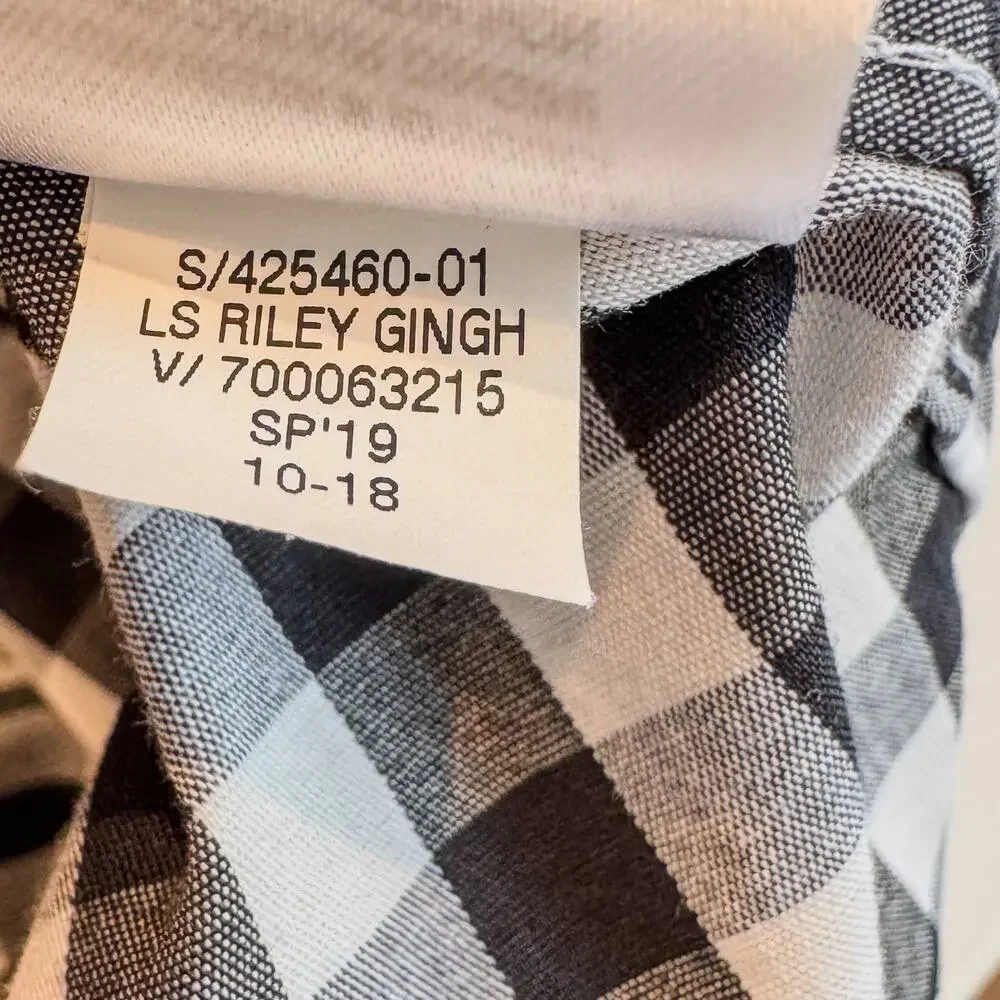 S/425460-01
LS RILEY GINGH
V/ 700063215
SP'19
10-18